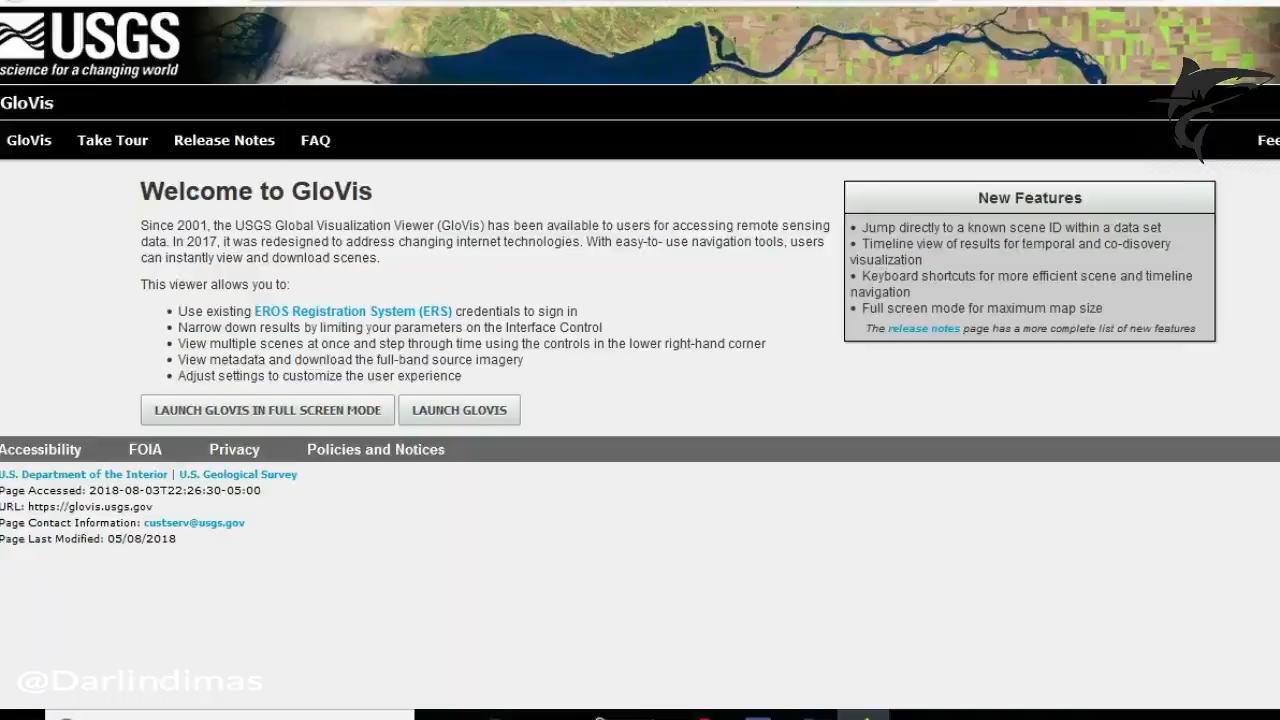 USGS
science for a changing world
GloVis
GloVis Take Tour Release Notes FAQ Fee
Welcome to GloVis
Since 2001, the USGS Global Visualization Viewer (GloVis) has been available to users for accessing remote sensing
data. In 2017, it was redesigned to address changing internet technologies. With easy-to- use navigation tools, users
can instantly view and download scenes.
This viewer allows you to:
• Use existing EROS Registration System (ERS) credentials to sign in
• Narrow down results by limiting your parameters on the Interface Control
• View multiple scenes at once and step through time using the controls in the lower right-hand corner
• View metadata and download the full-band source imagery
• Adjust settings to customize the user experience
LAUNCH GLOVIS IN FULL SCREEN MODE LAUNCH GLOVIS
New Features
• Jump directly to a known scene ID within a data set
• Timeline view of results for temporal and co-disovery
visualization
• Keyboard shortcuts for more efficient scene and timeline
navigation
• Full screen mode for maximum map size
The release notes page has a more complete list of new features
Accessibility FOIA Privacy Policies and Notices
U.S. Department of the Interior | U.S. Geological Survey
Page Accessed: 2018-08-03T22:26:30-05:00
URL: https://glovis.usgs.gov
Page Contact Information: custserv@usgs.gov
Page Last Modified: 05/08/2018
@Darlindimas